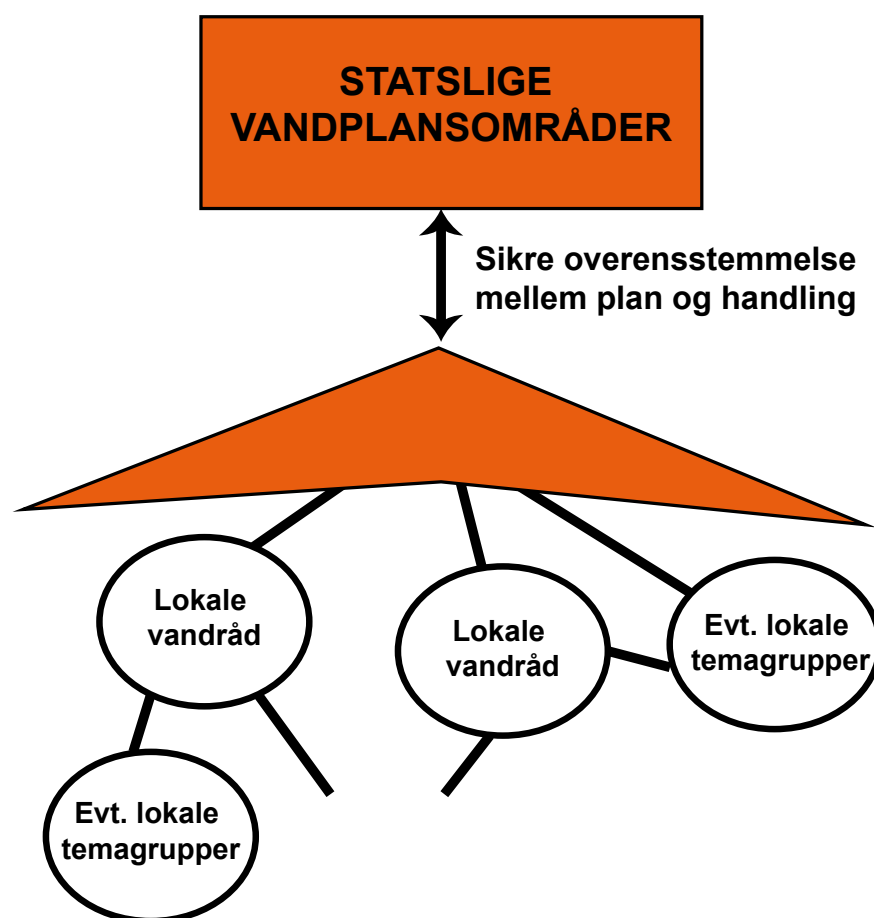 STATSLIGE
VANDPLANSOMRÅDER
Sikre overensstemmelse
mellem plan og handling
Lokale
vandråd
Lokale
vandråd
Evt. lokale
temagrupper
Evt. lokale
temagrupper